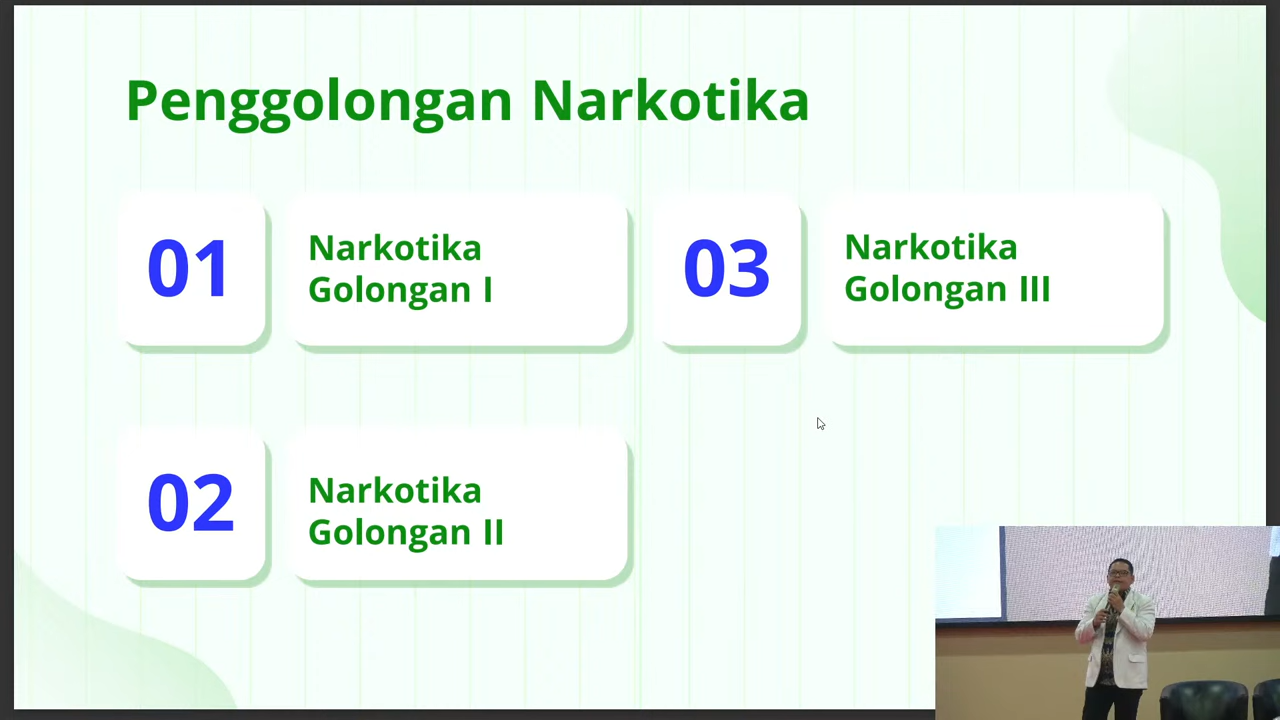 Penggolongan Narkotika
01
Narkotika
Golongan I
03
Narkotika
Golongan III
02
Narkotika
Golongan II